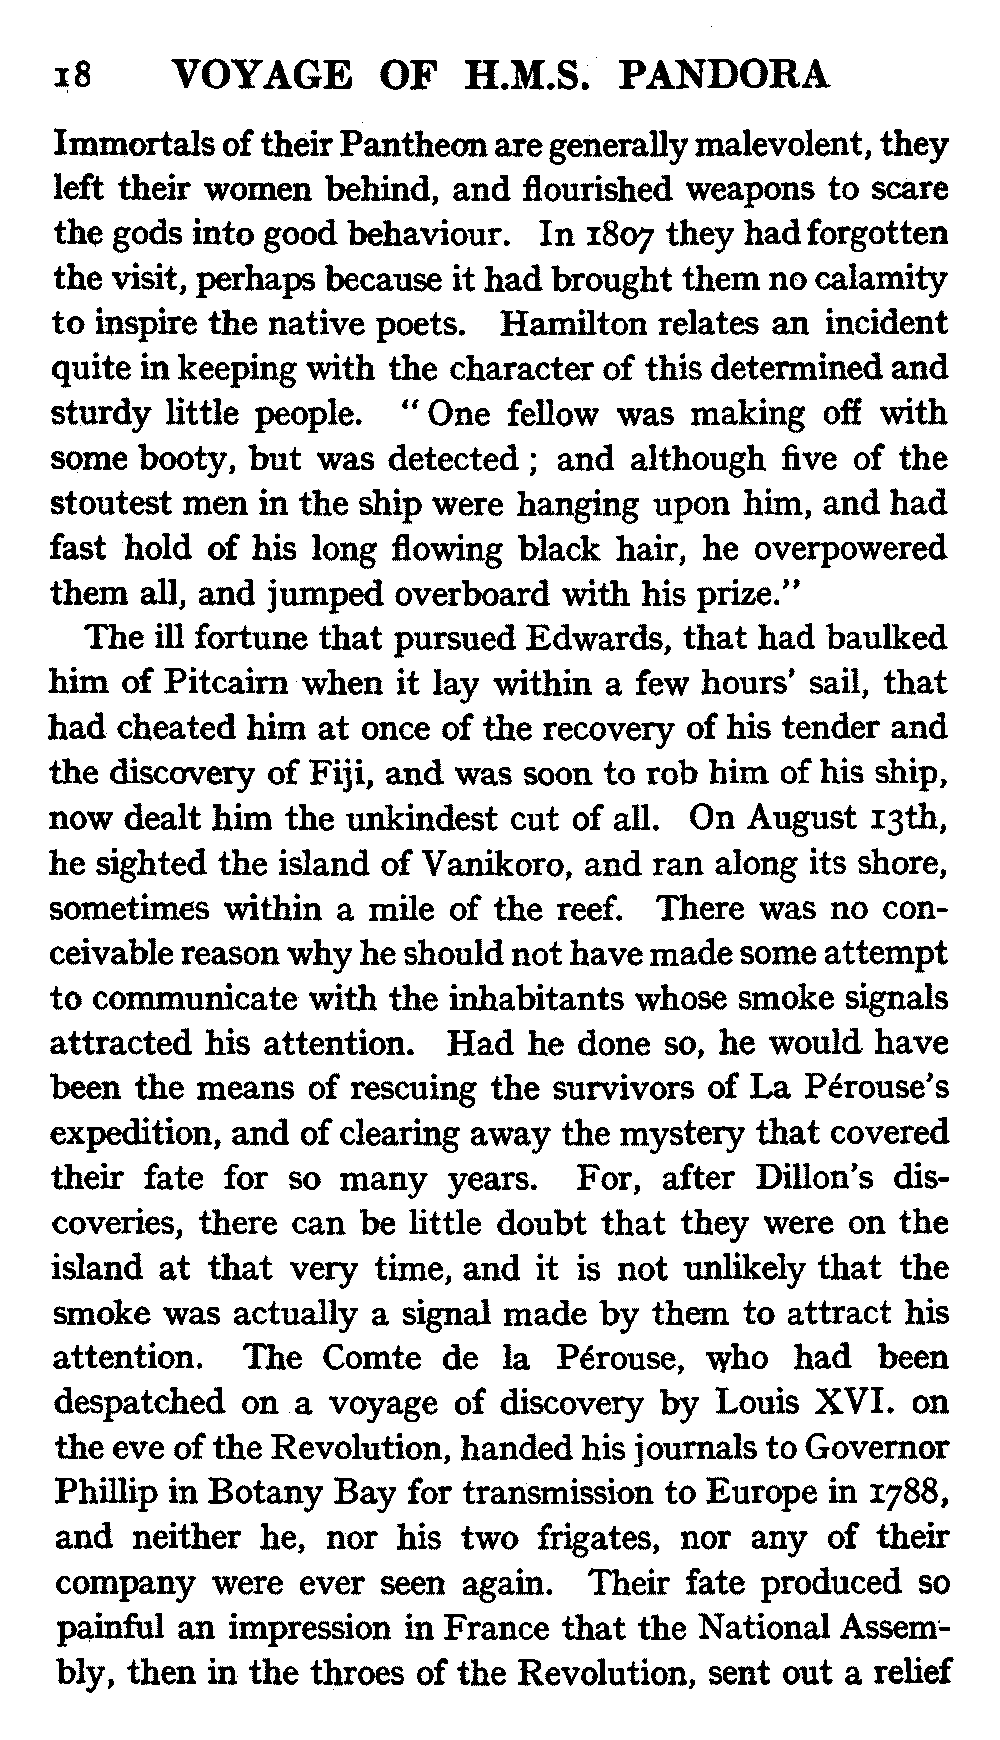 18 VOYAGE OF H.M.S. PANDORA
Immortals of their Pantheon are generally malevolent, they
left their women behind, and flourished weapons to scare
the gods into good behaviour. In 1807 they had forgotten
the visit, perhaps because it had brought them no calamity
to inspire the native poets. Hamilton relates an incident
quite in keeping with the character of this determined and
sturdy little people. “One fellow was making off with
some booty, but was detected ; and although five of the
stoutest men in the ship were hanging upon him, and had
fast hold of his long flowing black hair, he overpowered
them all, and jumped overboard with his prize.”
The ill fortune that pursued Edwards, that had baulked
him of Pitcairn when it lay within a few hours’ sail, that
had cheated him at once of the recovery of his tender and
the discovery of Fiji, and was soon to rob him of his ship,
now dealt him the unkindest cut of all. On August 13th,
he sighted the island of Vanikoro, and ran along its shore,
sometimes within a mile of the reef. There was no con-
ceivable reason why he should not have made some attempt
to communicate with the inhabitants whose smoke signals
attracted his attention. Had he done so, he would have
been the means of rescuing the survivors of La Pérouse’s
expedition, and of clearing away the mystery that covered
their fate for so many years. For, after Dillon’s dis-
coveries, there can be little doubt that they were on the
island at that very time, and it is not unlikely that the
smoke was actually a signal made by them to attract his
attention. The Comte de la Pérouse, who had been
despatched on a voyage of discovery by Louis XVI. on
the eve of the Revolution, handed his journals to Governor
Phillip in Botany Bay for transmission to Europe in 1788,
and neither he, nor his two frigates, nor any of their
company were ever seen again. Their fate produced so
painful an impression in France that the National Assem-
bly, then in the throes of the Revolution, sent out a relief